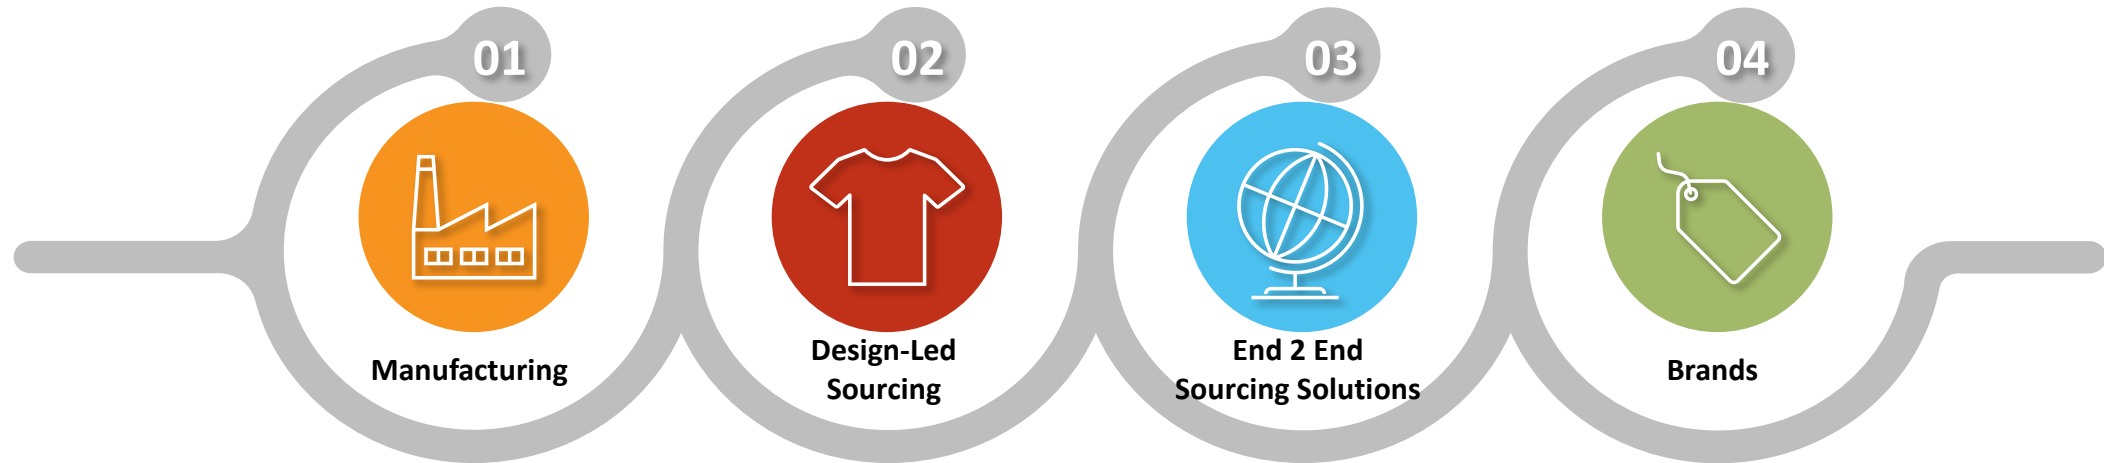 01
Manufacturing
02
Design-Led
Sourcing
03
End 2 End
Sourcing Solutions
04
Brands